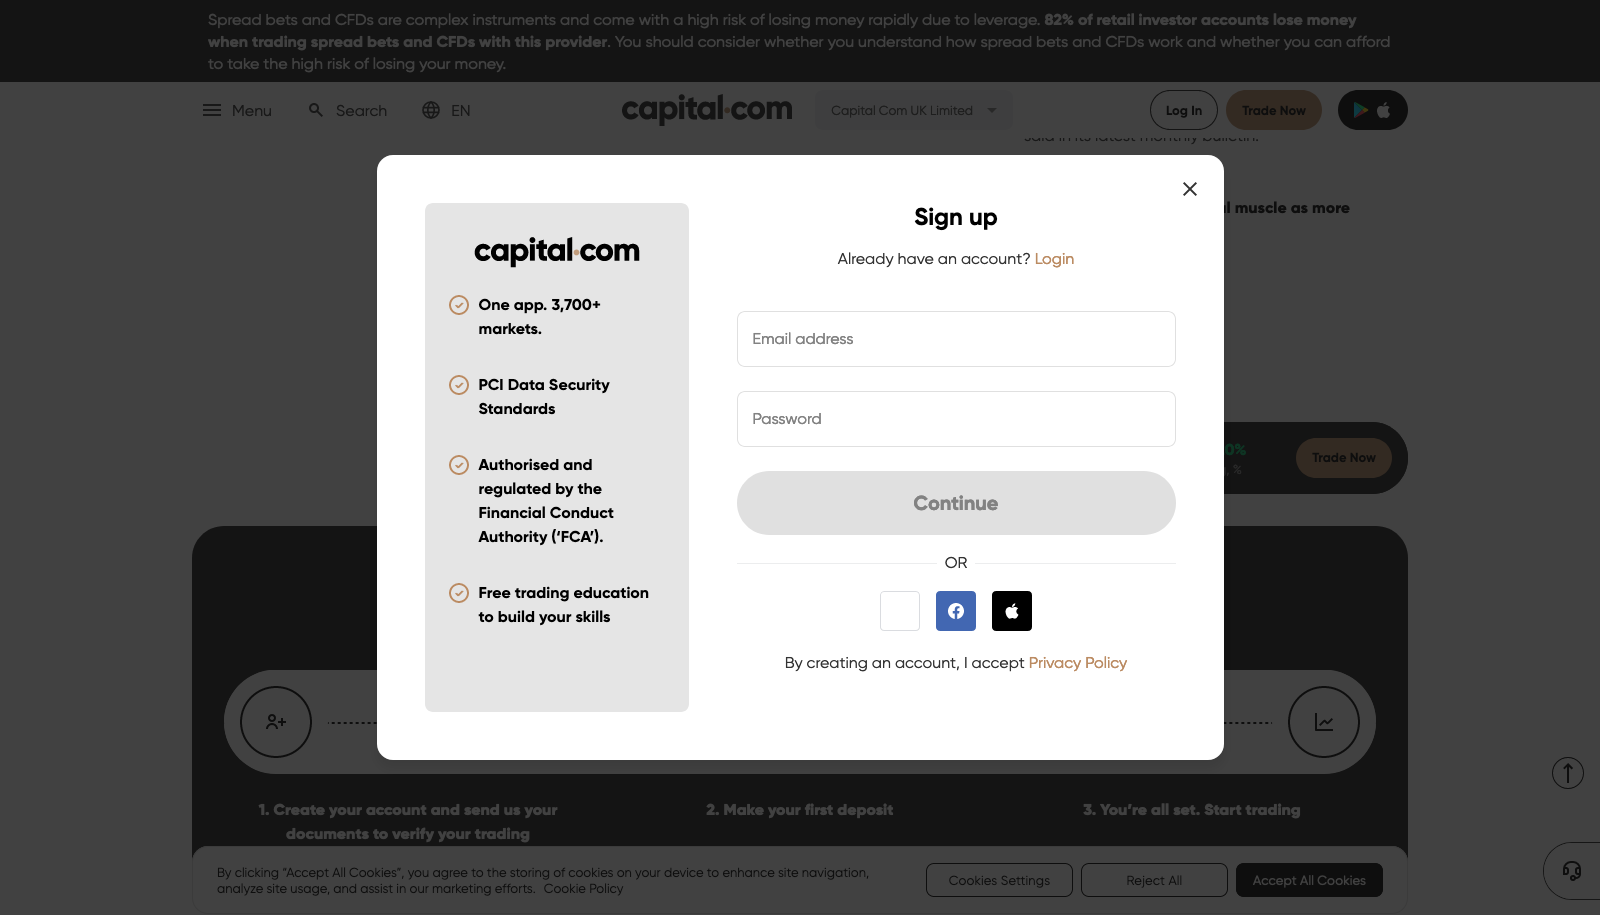 Spread bets and CFDs are complex instruments and come with a high risk of losing money rapidly due to leverage. 82% of retail investor accounts lose money
when trading spread bets and CFDs with this provider. You should consider whether you understand how spread bets and CFDs work and whether you can afford
to take the high risk of losing your money.
Menu
Search
EN
capital.com
Capital Com UK Limited
Log In
Trade Now
said in its latest monthly bulletin.
muscle as more
Sign up
Already have an account? Login
capital.com
One app. 3,700+
markets.
PCI Data Security
Standards
Authorised and
regulated by the
Financial Conduct
Authority (‘FCA’).
Free trading education
to build your skills
Email address
Password
Continue
OR
By creating an account, I accept Privacy Policy
0%
%
Trade Now
1. Create your account and send us your
documents to verify your trading
2. Make your first deposit
3. You’re all set. Start trading
By clicking “Accept All Cookies”, you agree to the storing of cookies on your device to enhance site navigation,
analyze site usage, and assist in our marketing efforts. Cookie Policy
Cookies Settings
Reject All
Accept All Cookies